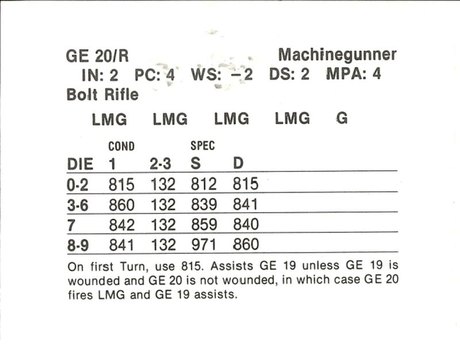 GE 20/R Machinegunner
IN: 2 PC: 4 WS: -2 DS: 2 MPA: 4
Bolt Rifle
LMG LMG LMG LMG G
COND SPEC
DIE 1 2-3 S D
0-2 815 132 812 815
3-6 860 132 839 841
7 842 132 859 840
8-9 841 132 971 860
On first Turn, use 815. Assists GE 19 unless GE 19 is
wounded and GE 20 is not wounded, in which case GE 20
fires LMG and GE 19 assists.